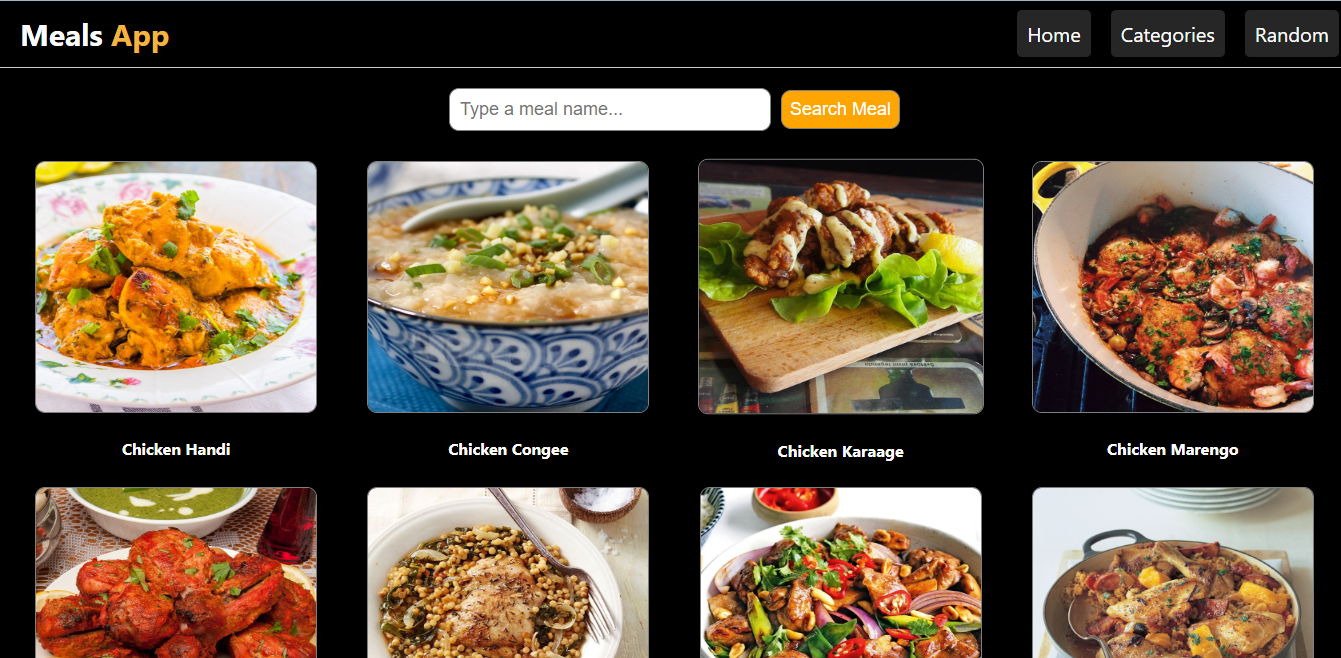 Meals App
Home
Categories
Random
Type a meal name...
Search Meal
Chicken Handi
Chicken Congee
Chicken Karaage
Chicken Marengo